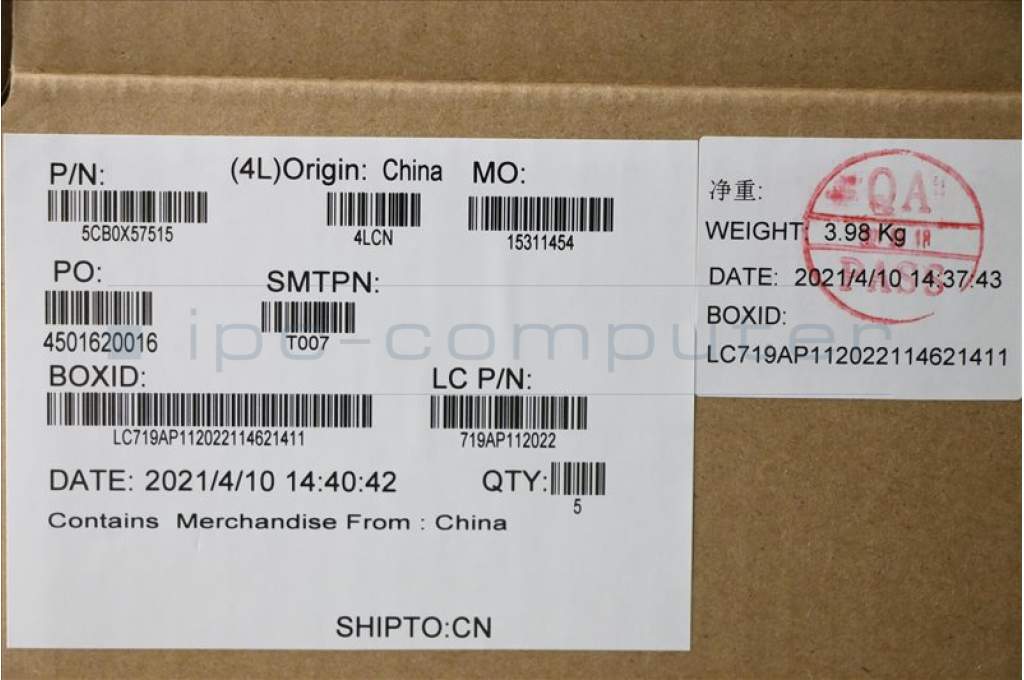 P/N:
5CB0X57515
(4L)Origin: China
4LCN
MO:
15311454
PO:
4501620016
SMTPN:
T007
BOXID:
LC719AP112022114621411
LC P/N:
719AP112022
DATE: 2021/4/10 14:40:42
QTY:
5
Contains Merchandise From : China
SHIPTO:CN
净重:
WEIGHT: 3.98 Kg
DATE: 2021/4/10 14:37:43
BOXID:
LC719AP112022114621411
QA
18
PASS
ipc-computer